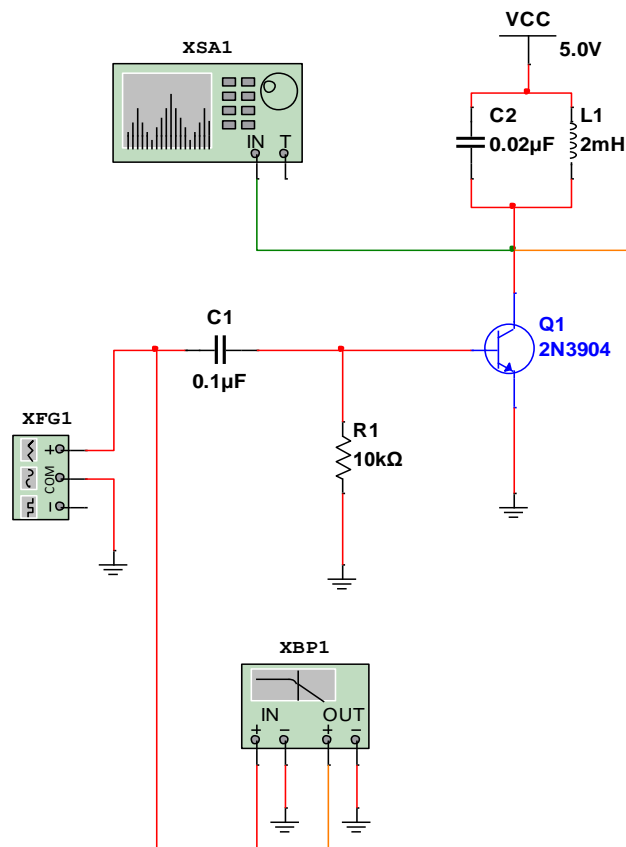 VCC
5.0V
XSA1
IN T
C2
0.02µF
L1
2mH
C1
0.1µF
Q1
2N3904
XFG1
+
COM
−
R1
10kΩ
XBP1
IN OUT
+ − + −